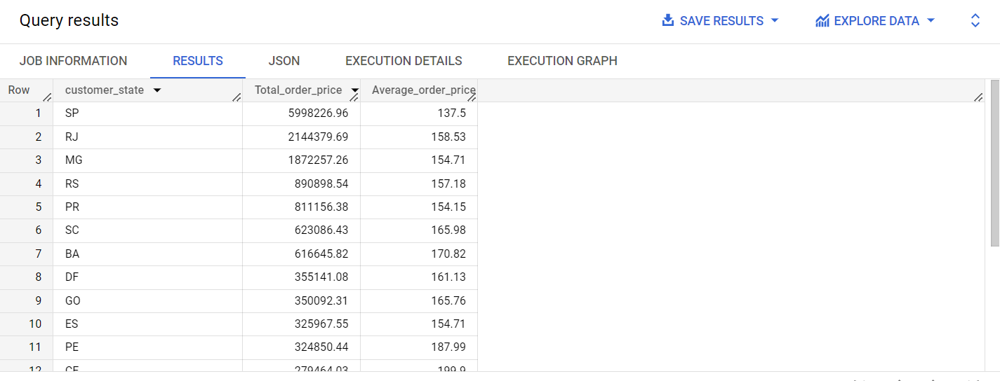 Query results SAVE RESULTS EXPLORE DATA
JOB INFORMATION RESULTS JSON EXECUTION DETAILS EXECUTION GRAPH
Row customer_state Total_order_price Average_order_price
1 SP 5998226.96 137.5
2 RJ 2144379.69 158.53
3 MG 1872257.26 154.71
4 RS 890898.54 157.18
5 PR 811156.38 154.15
6 SC 623086.43 165.98
7 BA 616645.82 170.82
8 DF 355141.08 161.13
9 GO 350092.31 165.76
10 ES 325967.55 154.71
11 PE 324850.44 187.99
12 CE 279464.03 199.9